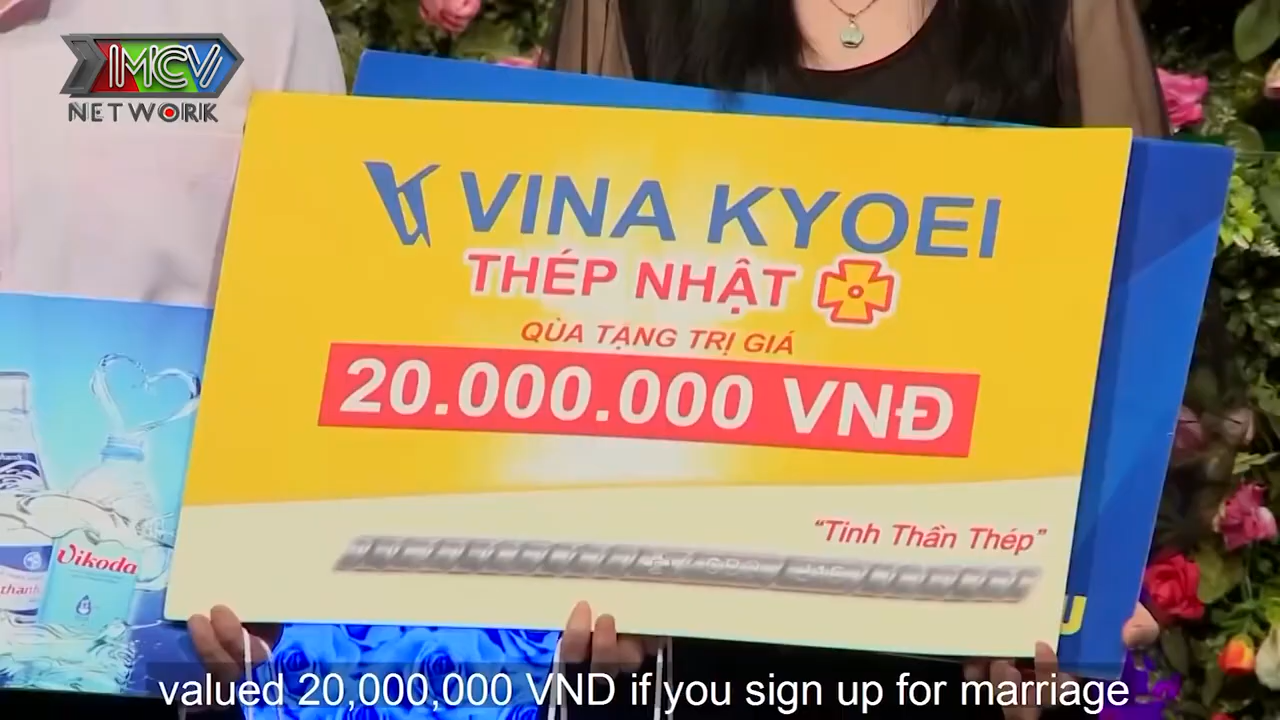 MCV
NETWORK
VINA KYOEI
THÉP NHẬT
QÙA TẠNG TRỊ GIÁ
20.000.000 VNĐ
"Tinh Thần Thép"
Vikoda
thanh
valued 20,000,000 VND if you sign up for marriage